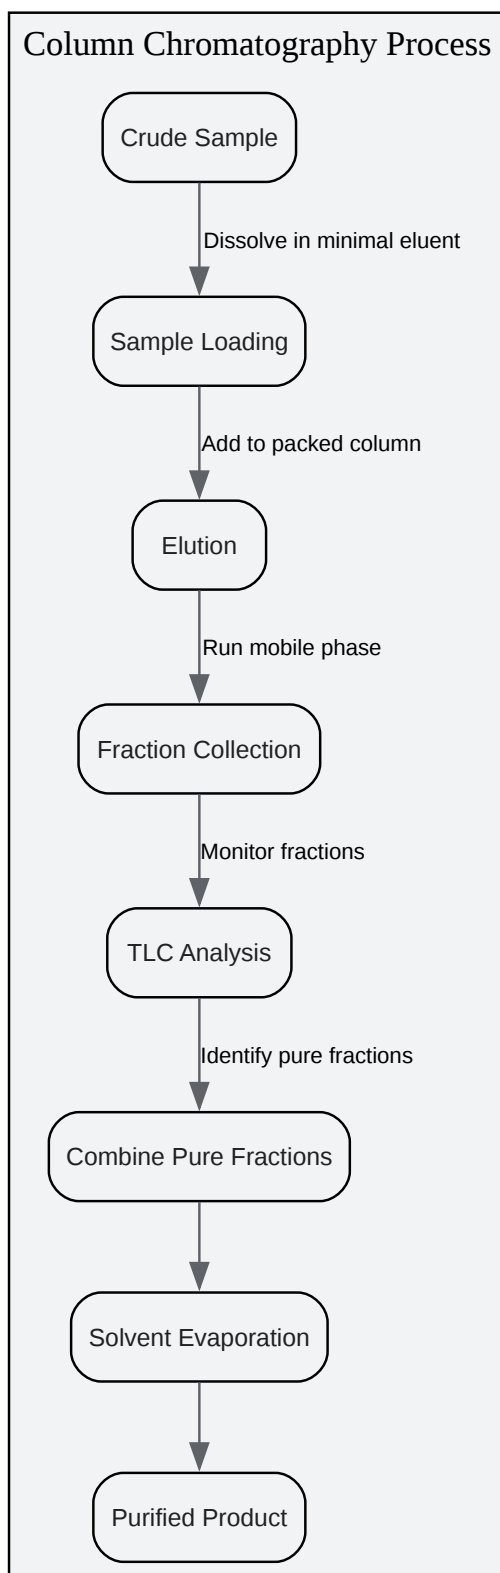 Column Chromatography Process
Crude Sample
Dissolve in minimal eluent
Sample Loading
Add to packed column
Elution
Run mobile phase
Fraction Collection
Monitor fractions
TLC Analysis
Identify pure fractions
Combine Pure Fractions
Solvent Evaporation
Purified Product